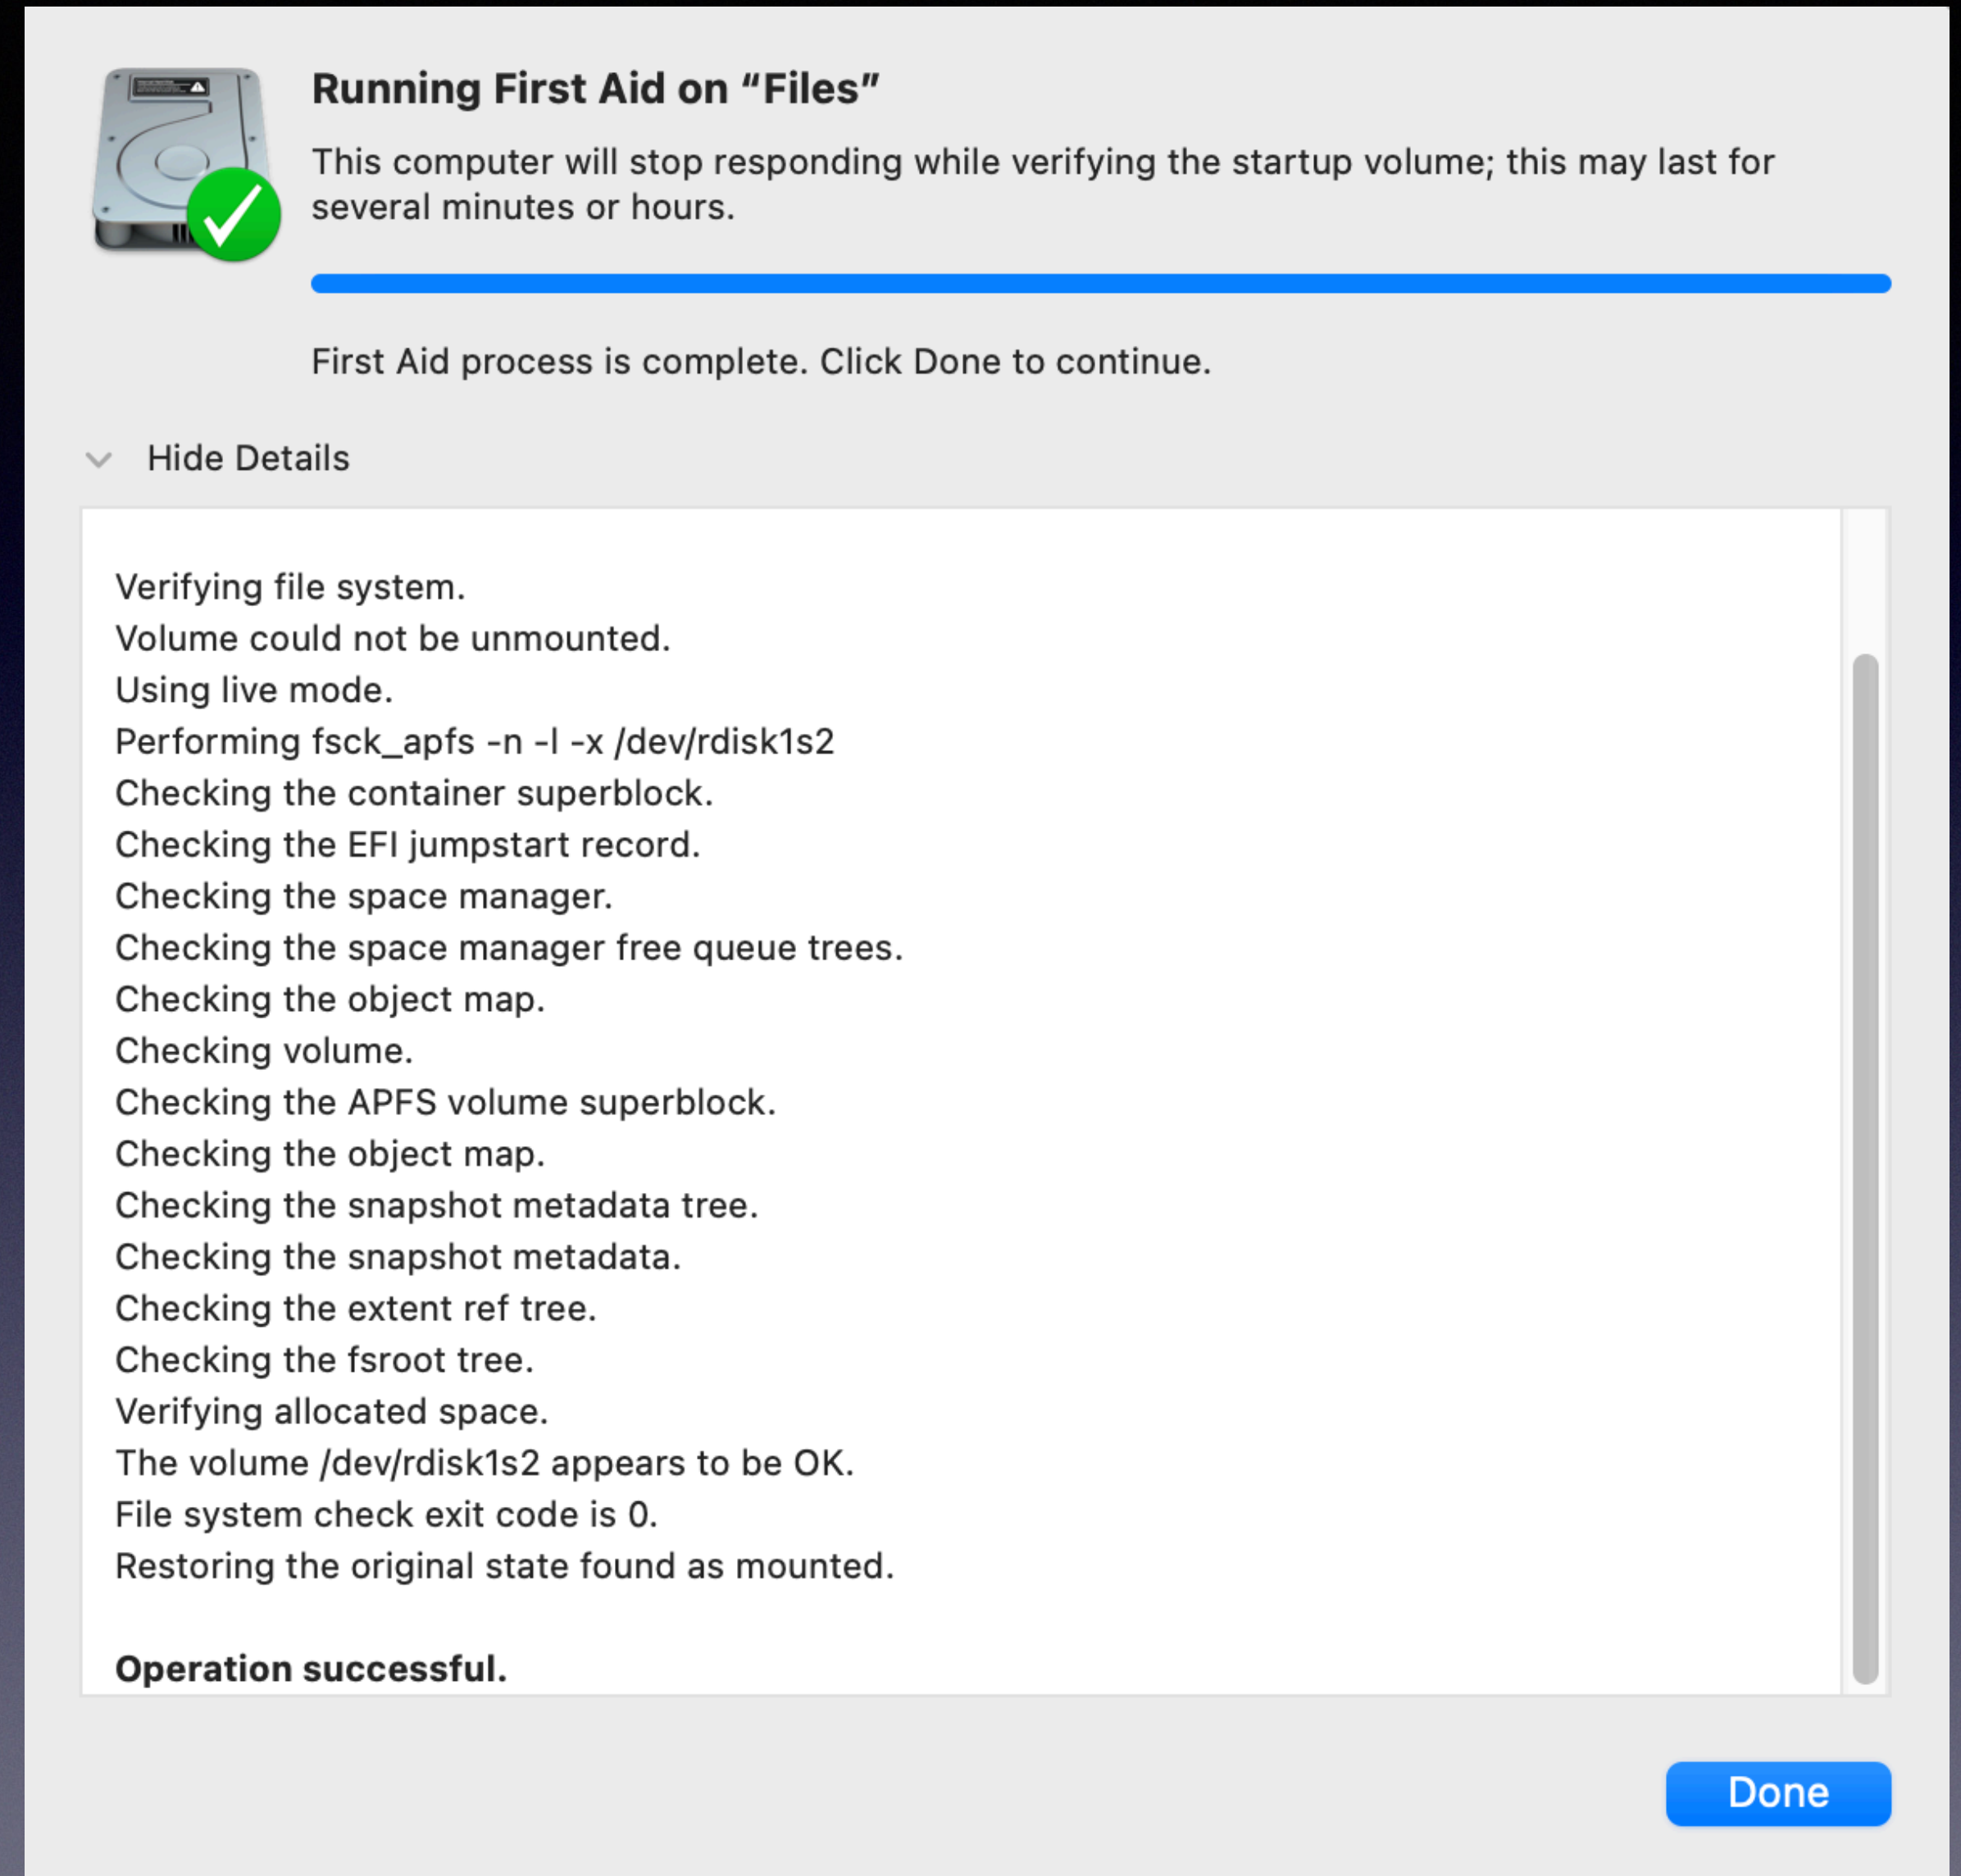 Running First Aid on “Files”
This computer will stop responding while verifying the startup volume; this may last for
several minutes or hours.
First Aid process is complete. Click Done to continue.
Hide Details
Verifying file system.
Volume could not be unmounted.
Using live mode.
Performing fsck_apfs -n -l -x /dev/rdisk1s2
Checking the container superblock.
Checking the EFI jumpstart record.
Checking the space manager.
Checking the space manager free queue trees.
Checking the object map.
Checking volume.
Checking the APFS volume superblock.
Checking the object map.
Checking the snapshot metadata tree.
Checking the snapshot metadata.
Checking the extent ref tree.
Checking the fsroot tree.
Verifying allocated space.
The volume /dev/rdisk1s2 appears to be OK.
File system check exit code is 0.
Restoring the original state found as mounted.
Operation successful.
Done